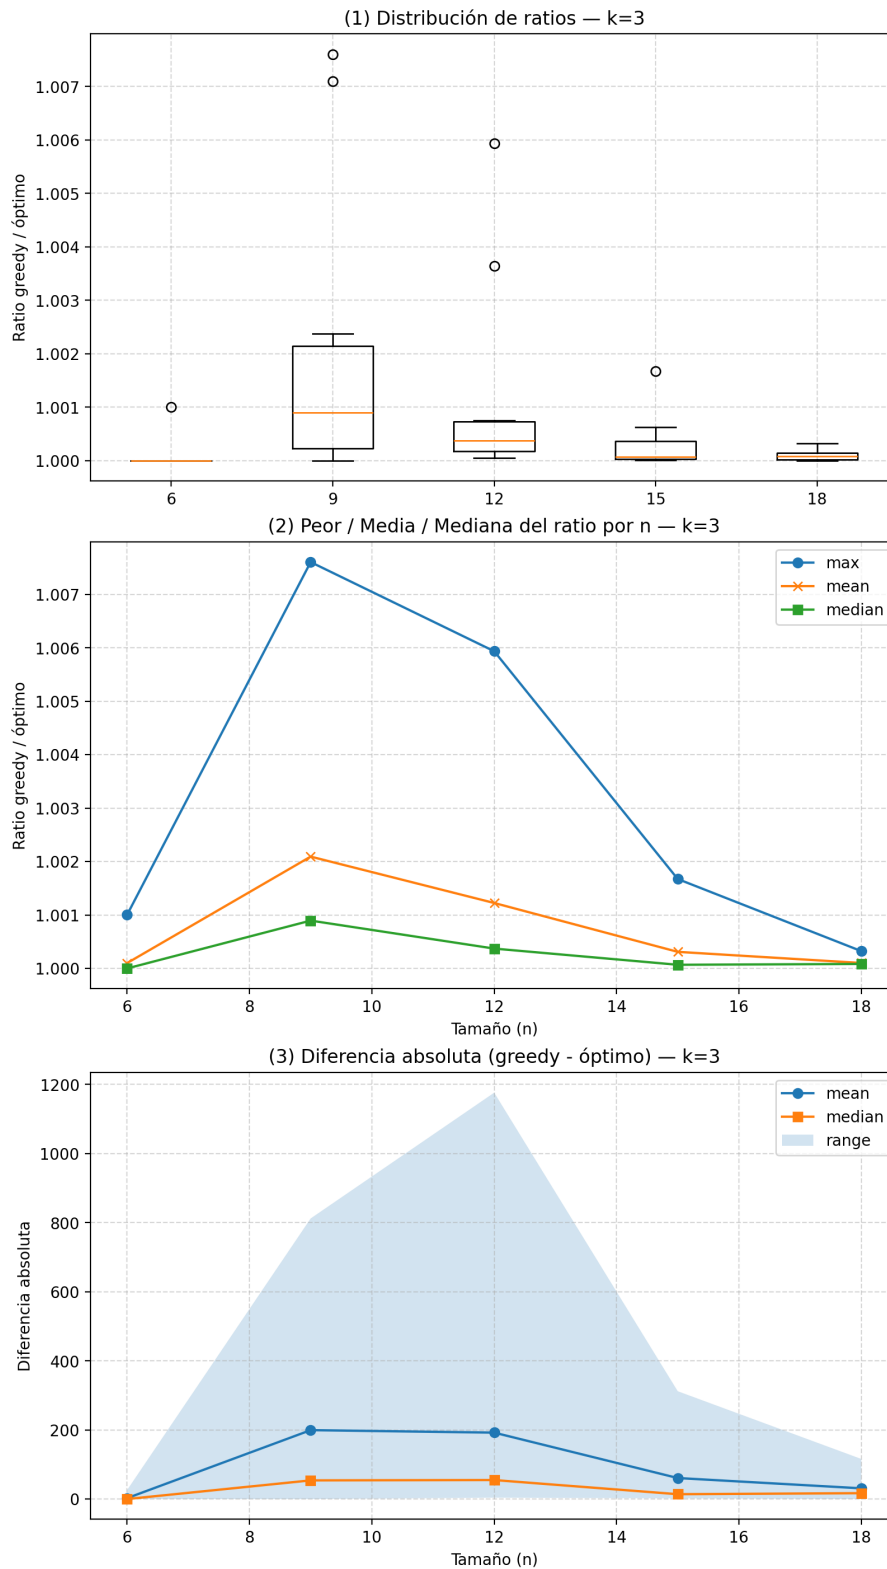 (1) Distribución de ratios — k=3
Ratio greedy / óptimo
1.007
1.006
1.005
1.004
1.003
1.002
1.001
1.000
6 9 12 15 18
(2) Peor / Media / Mediana del ratio por n — k=3
max
mean
median
Ratio greedy / óptimo
1.007
1.006
1.005
1.004
1.003
1.002
1.001
1.000
6 8 10 12 14 16 18
Tamaño (n)
(3) Diferencia absoluta (greedy - óptimo) — k=3
mean
median
range
Diferencia absoluta
1200
1000
800
600
400
200
0
6 8 10 12 14 16 18
Tamaño (n)